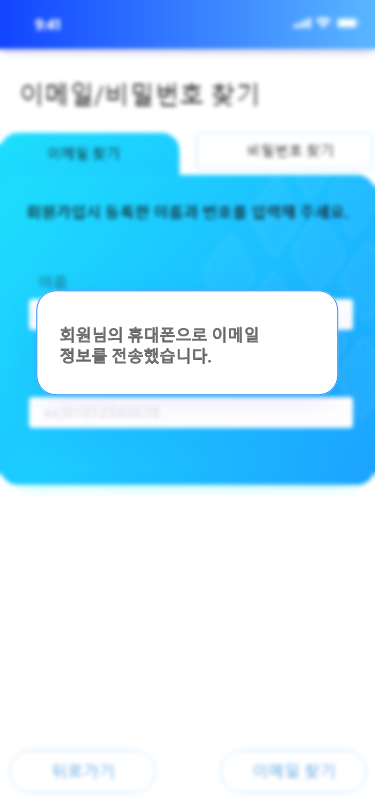 9:41
이메일/비밀번호 찾기
이메일 찾기
비밀번호 찾기
회원가입시 등록한 이름과 번호를 입력해 주세요.
이름
회원님의 휴대폰으로 이메일
정보를 전송했습니다.
뒤로가기
이메일 찾기